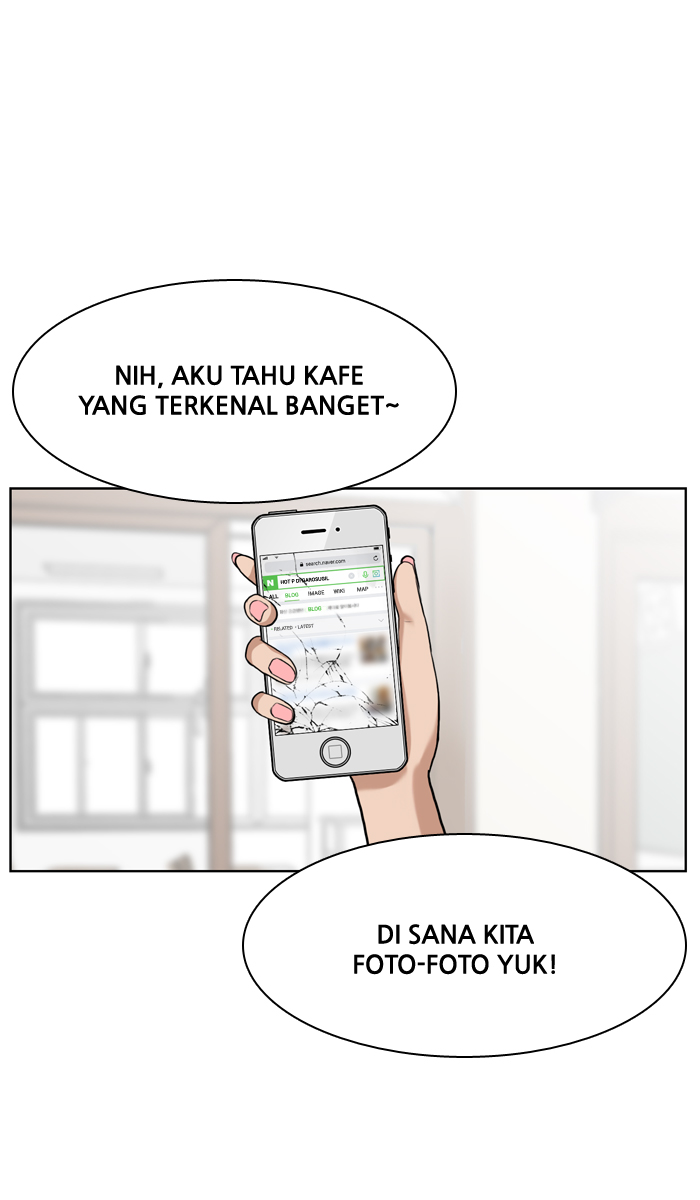 NIH, AKU TAHU KAFE
YANG TERKENAL BANGET~
search.naver.com
N HOT P
ALL BLOG IMAGE WIKI MAP
BLOG
- RELATED - LATEST
DI SANA KITA
FOTO-FOTO YUK!